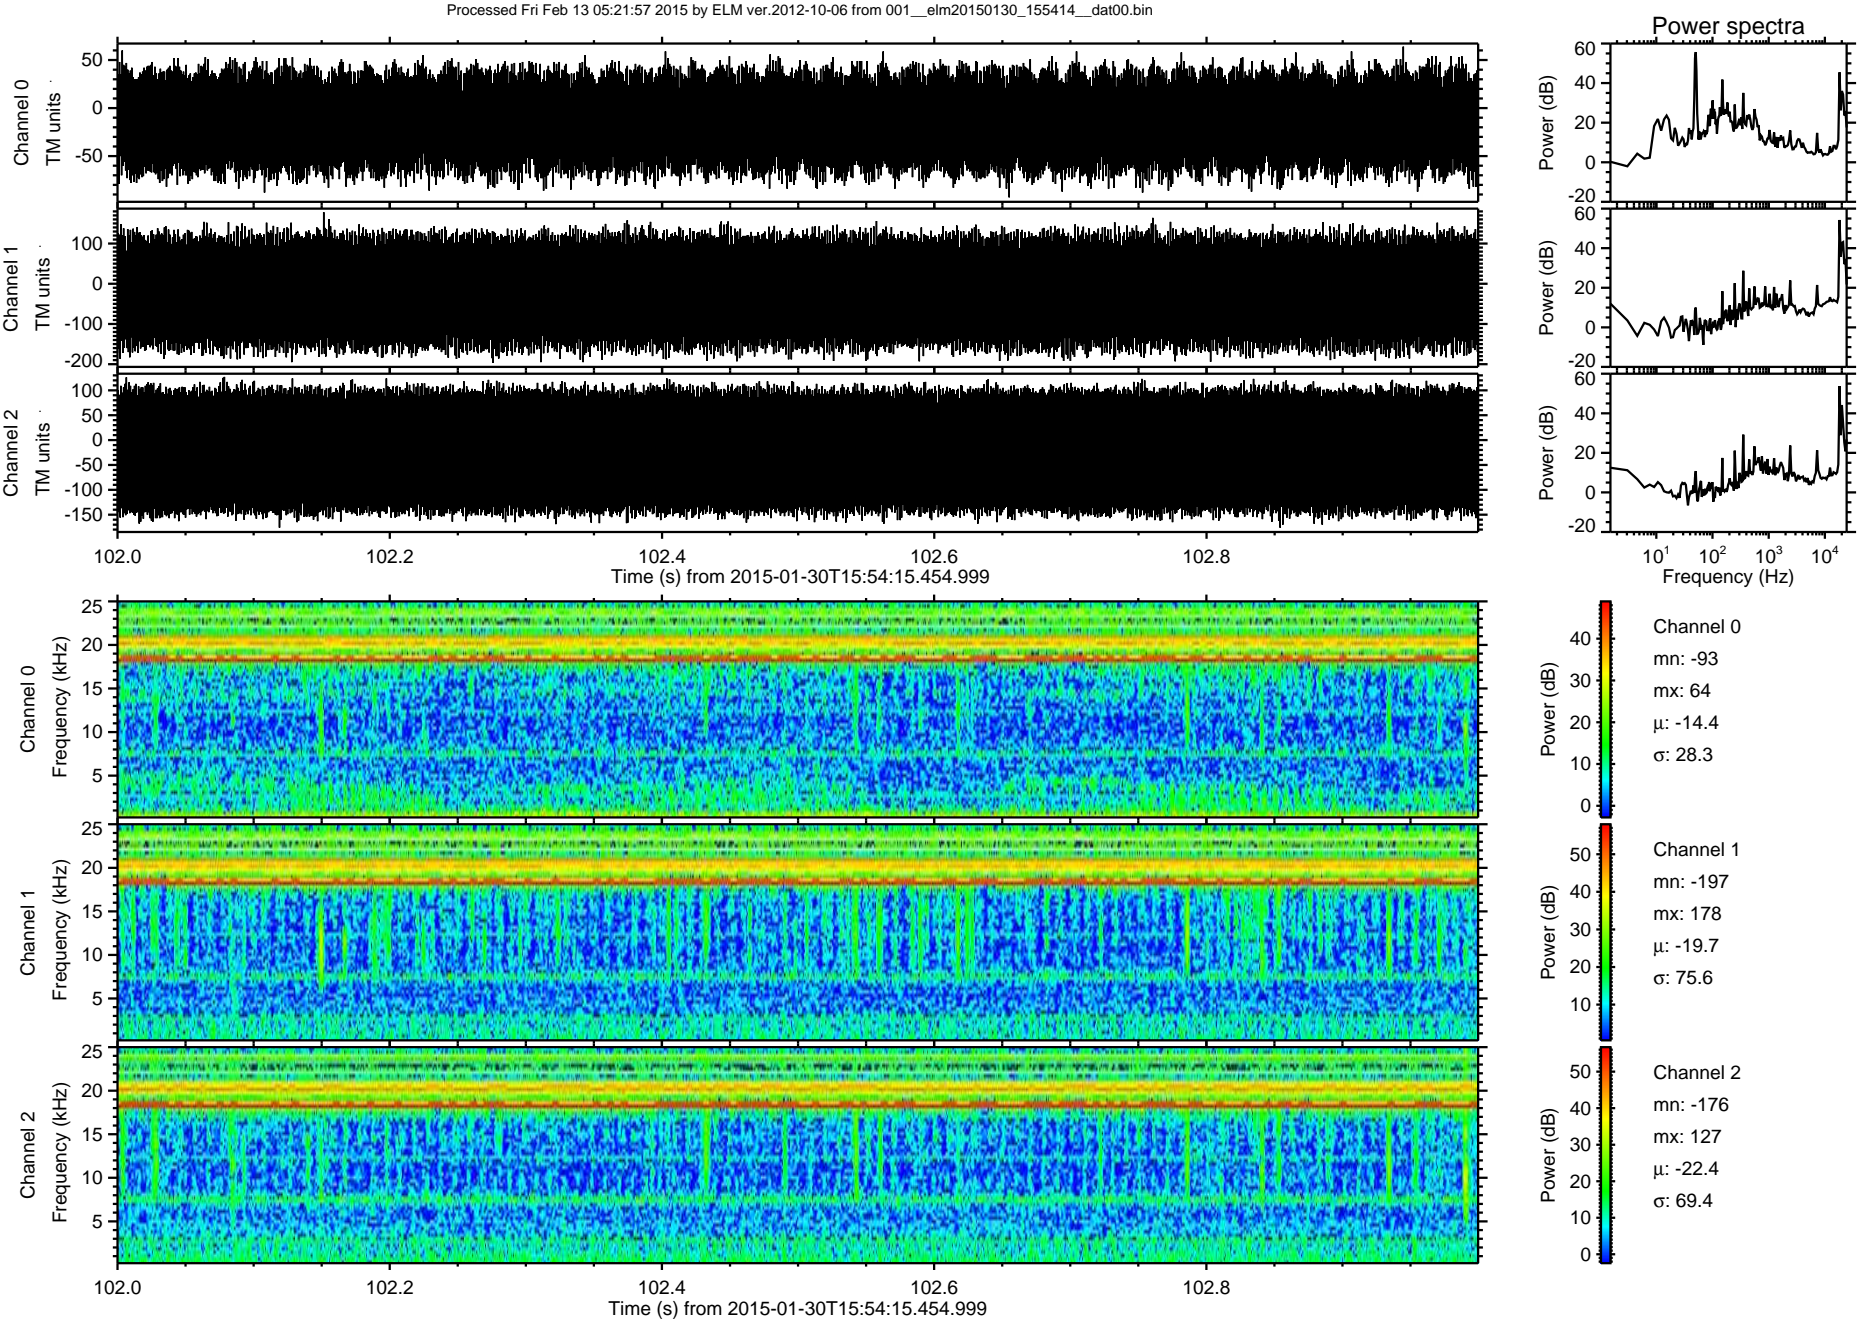 Processed Fri Feb 13 05:21:57 2015 by ELM ver.2012-10-06 from 001__elm20150130_155414__dat00.bin
Power spectra
Channel 0
TM units
50
0
-50
Power (dB)
60
40
20
0
-20
Channel 1
TM units
100
0
-100
-200
Power (dB)
60
40
20
0
-20
Channel 2
TM units
100
50
0
-50
-100
-150
Power (dB)
60
40
20
0
-20
102.0 102.2 102.4 102.6 102.8
Time (s) from 2015-01-30T15:54:15.454.999
10¹ 10² 10³ 10⁴
Frequency (Hz)
Channel 0
Frequency (kHz)
25
20
15
10
5
Power (dB)
40
30
20
10
0
Channel 0
mn: -93
mx: 64
μ: -14.4
σ: 28.3
Channel 1
Frequency (kHz)
25
20
15
10
5
Power (dB)
50
40
30
20
10
Channel 1
mn: -197
mx: 178
μ: -19.7
σ: 75.6
Channel 2
Frequency (kHz)
25
20
15
10
5
Power (dB)
50
40
30
20
10
0
Channel 2
mn: -176
mx: 127
μ: -22.4
σ: 69.4
102.0 102.2 102.4 102.6 102.8
Time (s) from 2015-01-30T15:54:15.454.999